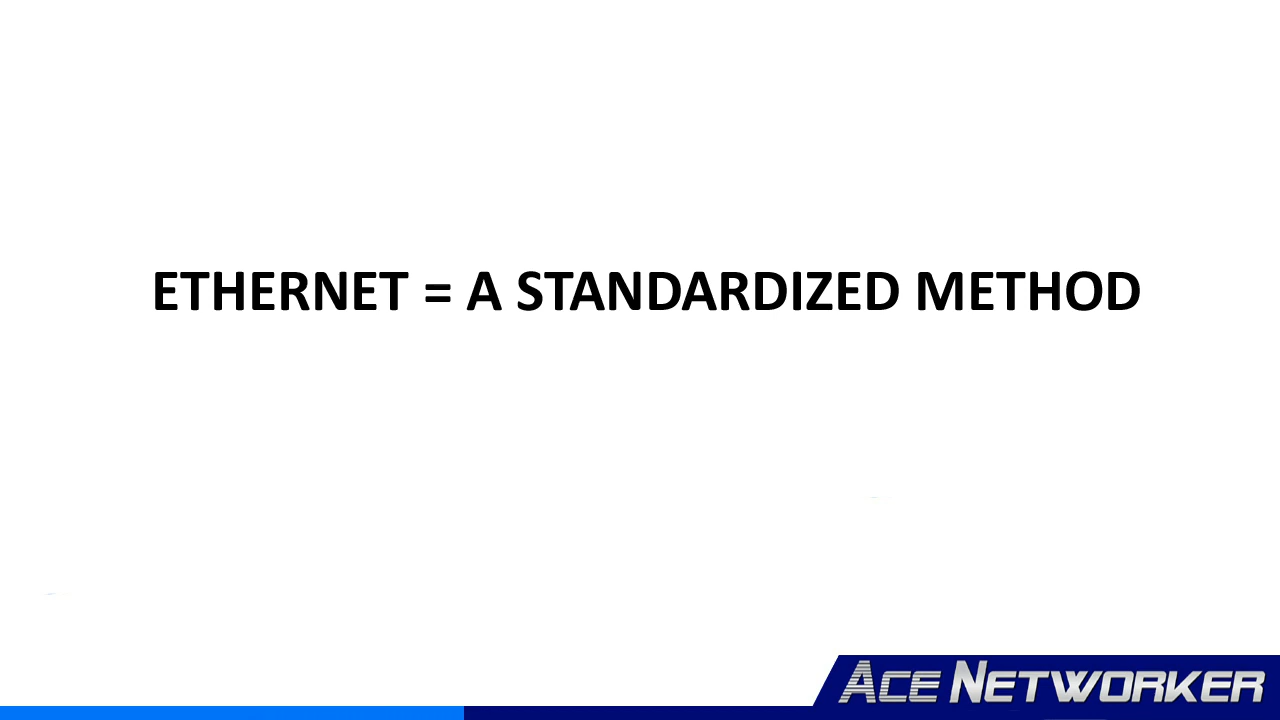 ETHERNET = A STANDARDIZED METHOD
ACE NETWORKER